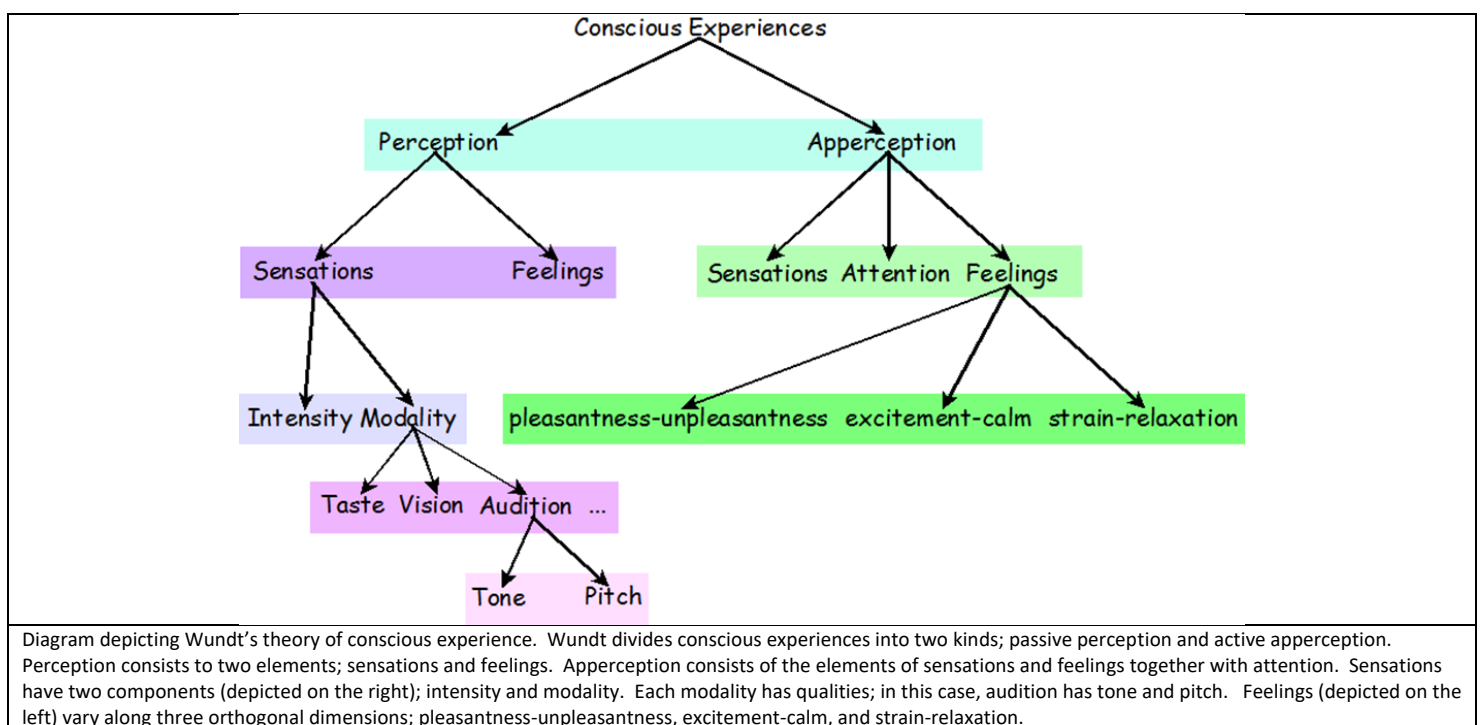 Conscious Experiences
Perception Apperception
Sensations Feelings Sensations Attention Feelings
Intensity Modality pleasantness-unpleasantness excitement-calm strain-relaxation
Taste Vision Audition ...
Tone Pitch
Diagram depicting Wundt’s theory of conscious experience. Wundt divides conscious experiences into two kinds; passive perception and active apperception.
Perception consists to two elements; sensations and feelings. Apperception consists of the elements of sensations and feelings together with attention. Sensations
have two components (depicted on the right); intensity and modality. Each modality has qualities; in this case, audition has tone and pitch. Feelings (depicted on the
left) vary along three orthogonal dimensions; pleasantness-unpleasantness, excitement-calm, and strain-relaxation.